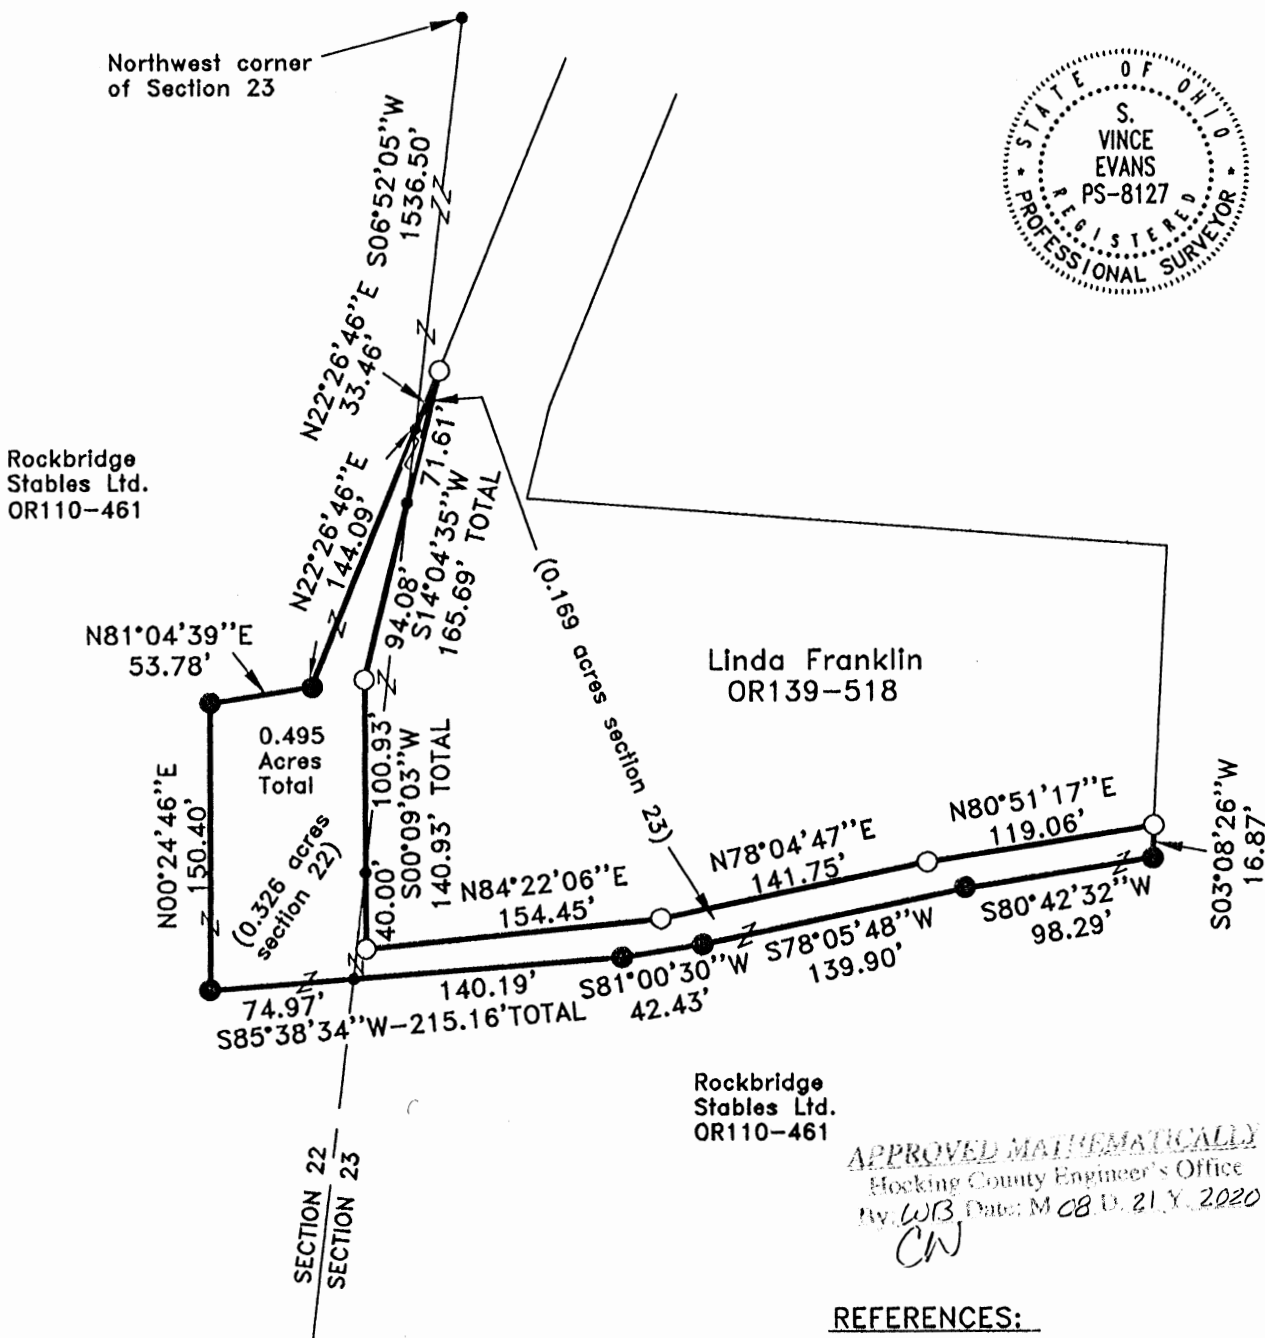 Northwest corner
of Section 23
STATE OF OHIO
S.
VINCE
EVANS
PS-8127
REGISTERED
* PROFESSIONAL SURVEYOR *
S06°52'05''W
1536.50'
N22°26'46''E
33.46'
Rockbridge
Stables Ltd.
OR110-461
N22°26'46''E
144.09'
71.61'
94.08'
S14°04'35''W
165.69' TOTAL
(0.169 acres section 23)
N81°04'39''E
53.78'
Linda Franklin
OR139-518
0.495
Acres
Total
N00°24'46''E
150.40'
(0.326 acres
section 22)
100.93'
40.00'
S00°09'03''W
140.93' TOTAL
N84°22'06''E
154.45'
N78°04'47''E
141.75'
N80°51'17''E
119.06'
S03°08'26''W
16.87'
74.97'
140.19'
S85°38'34''W-215.16'TOTAL
S81°00'30''W
42.43'
S78°05'48''W
139.90'
S80°42'32''W
98.29'
Rockbridge
Stables Ltd.
OR110-461
SECTION 22
SECTION 23
APPROVED MATHEMATICALLY
Hocking County Engineer's Office
By: WB Date: M 08 D. 21 Y. 2020
CW
REFERENCES: